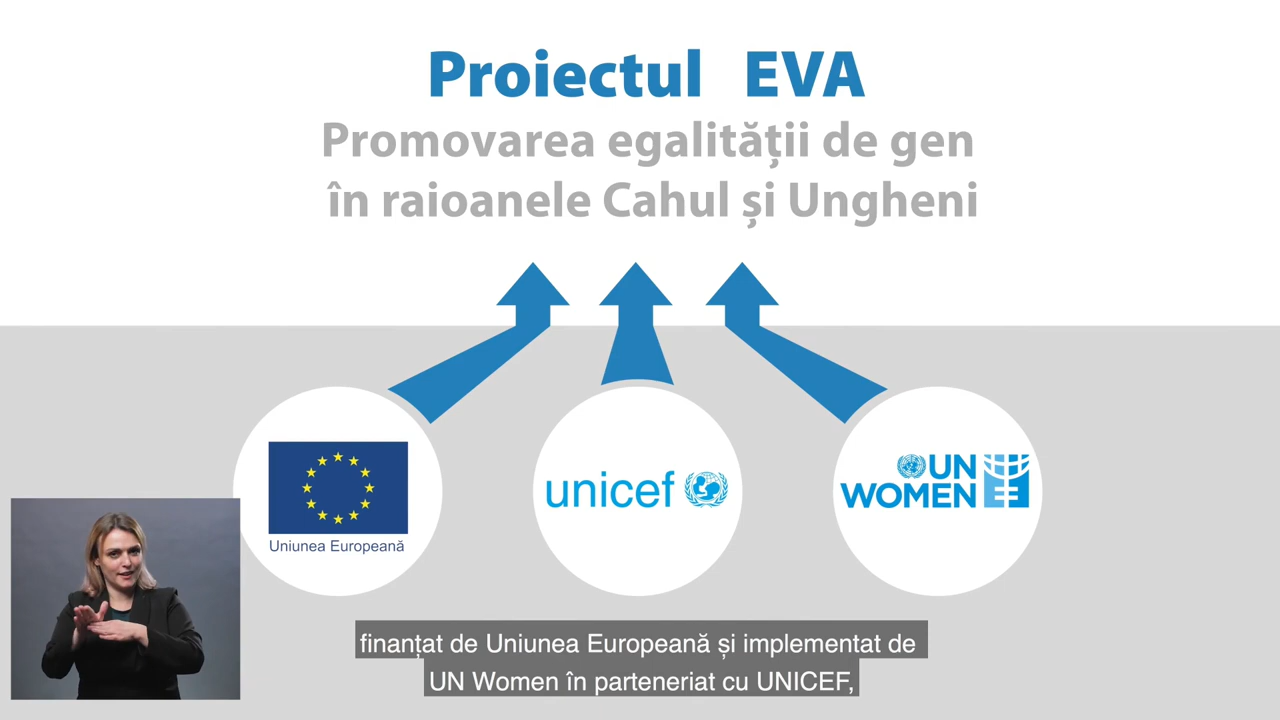 Proiectul EVA
Promovarea egalității de gen
în raioanele Cahul și Ungheni
Uniunea Europeană
unicef
UN
WOMEN
finanțat de Uniunea Europeană și implementat de
UN Women în parteneriat cu UNICEF,